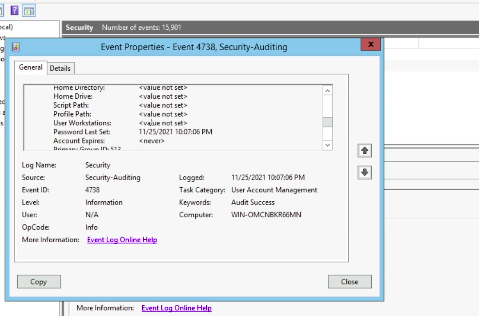 ocal)
Security Number of events: 15,901
Event Properties - Event 4738, Security-Auditing
x
General Details
Home Directory: <value not set>
Home Drive: <value not set>
Script Path: <value not set>
Profile Path: <value not set>
User Workstations: <value not set>
Password Last Set: 11/25/2021 10:07:06 PM
Account Expires: <never>
Primary Group ID: 513
Log Name: Security
Source: Security-Auditing Logged: 11/25/2021 10:07:06 PM
Event ID: 4738 Task Category: User Account Management
Level: Information Keywords: Audit Success
User: N/A Computer: WIN-OMCNBKR66MN
OpCode: Info
More Information: Event Log Online Help
Copy Close
More Information: Event Log Online Help